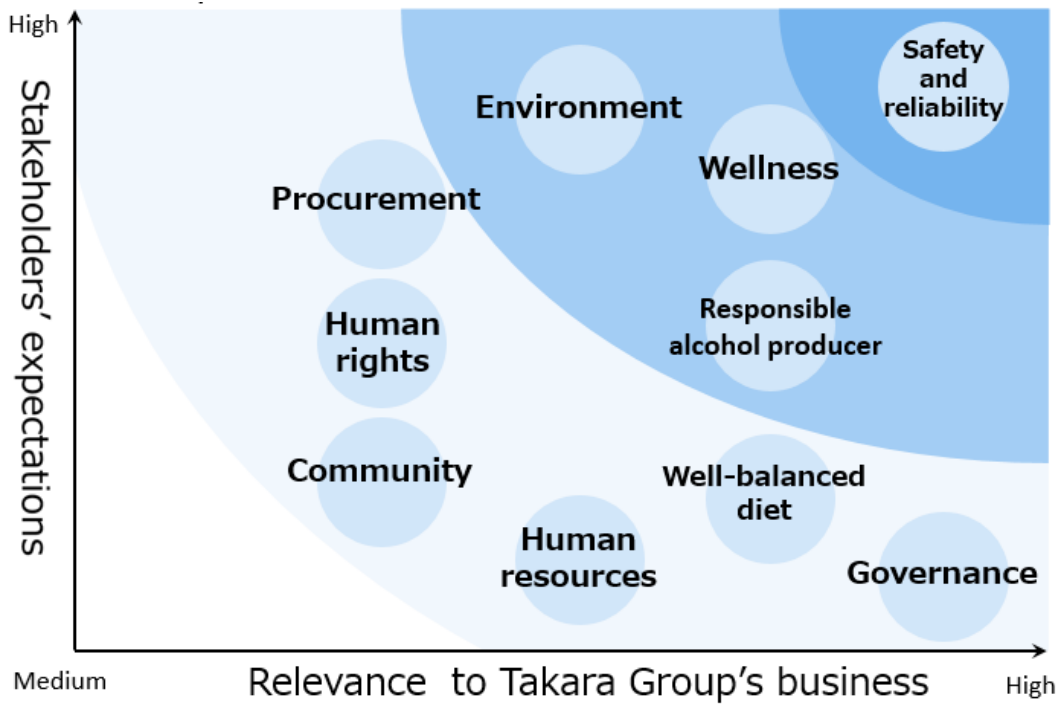 High
Stakeholders' expectations
Safety
and
reliability
Environment
Wellness
Procurement
Responsible
alcohol producer
Human
rights
Community
Well-balanced
diet
Human
resources
Governance
Medium
Relevance to Takara Group's business
High